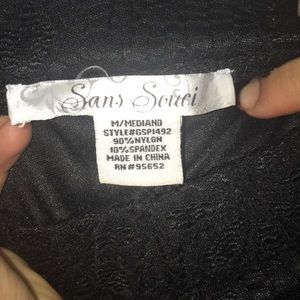 Sans Souci
M/MEDIANO
STYLE#GSP1492
90%NYLON
10%SPANDEX
MADE IN CHINA
RN #95652